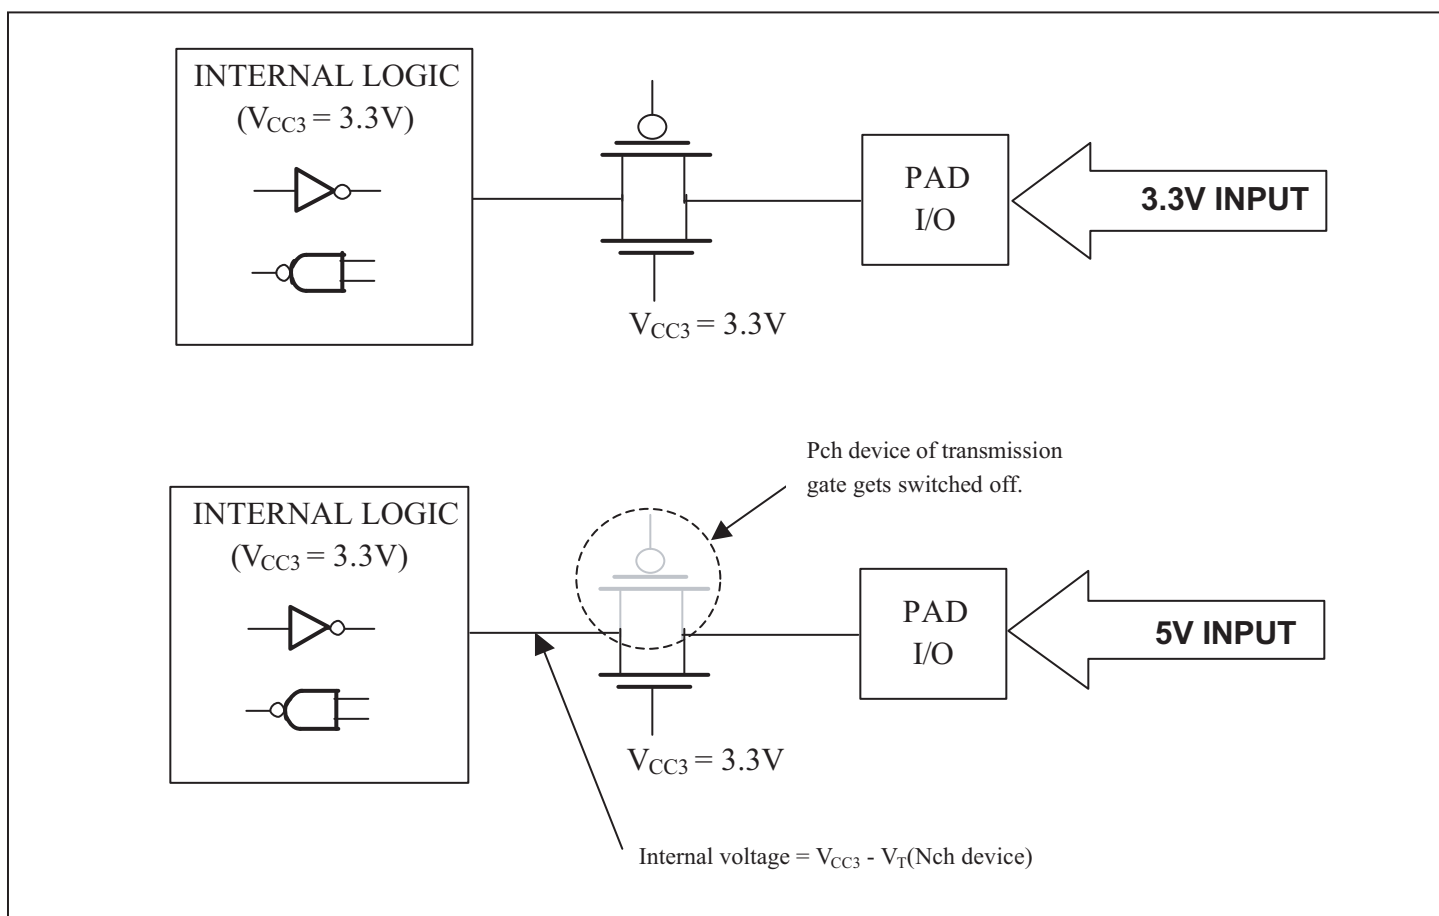 INTERNAL LOGIC
(VCC3 = 3.3V)
PAD
I/O
3.3V INPUT
VCC3 = 3.3V
Pch device of transmission
gate gets switched off.
INTERNAL LOGIC
(VCC3 = 3.3V)
PAD
I/O
5V INPUT
VCC3 = 3.3V
Internal voltage = VCC3 - VT(Nch device)